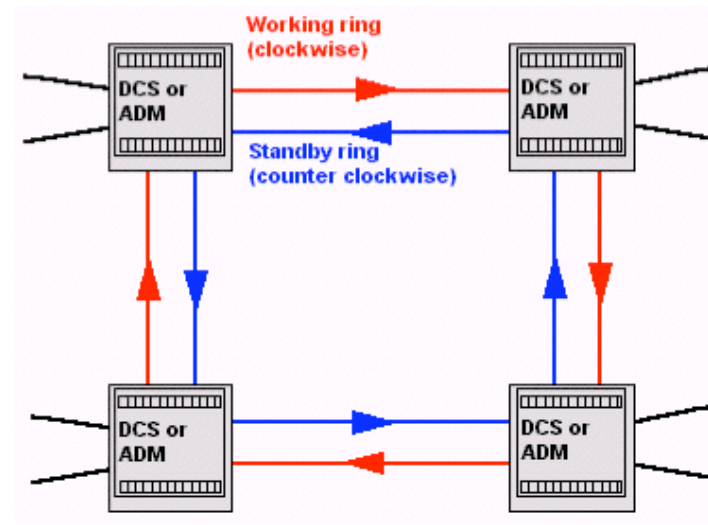 Working ring
(clockwise)
DCS or
ADM
DCS or
ADM
Standby ring
(counter clockwise)
DCS or
ADM
DCS or
ADM